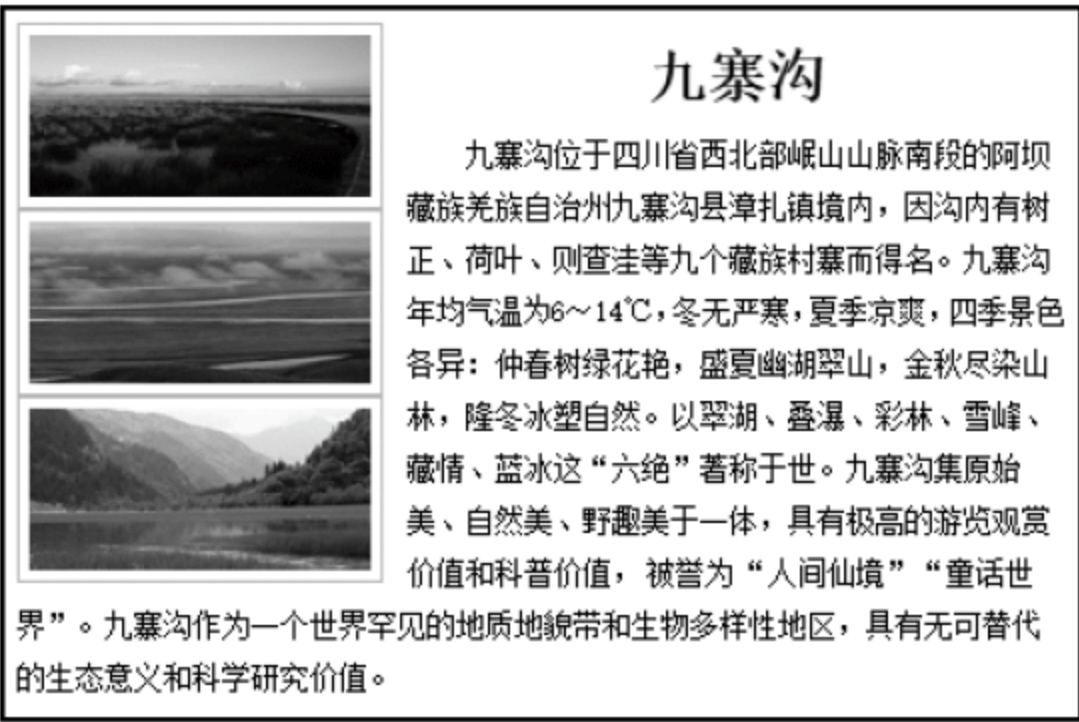 九寨沟
九寨沟位于四川省西北部岷山山脉南段的阿坝
藏族羌族自治州九寨沟县漳扎镇境内，因沟内有树
正、荷叶、则查洼等九个藏族村寨而得名。九寨沟
年均气温为6～14℃，冬无严寒，夏季凉爽，四季景色
各异：仲春树绿花艳，盛夏幽湖翠山，金秋尽染山
林，隆冬冰塑自然。以翠湖、叠瀑、彩林、雪峰、
藏情、蓝冰这“六绝”著称于世。九寨沟集原始
美、自然美、野趣美于一体，具有极高的游览观赏
价值和科普价值，被誉为“人间仙境”“童话世
界”。九寨沟作为一个世界罕见的地质地貌带和生物多样性地区，具有无可替代
的生态意义和科学研究价值。